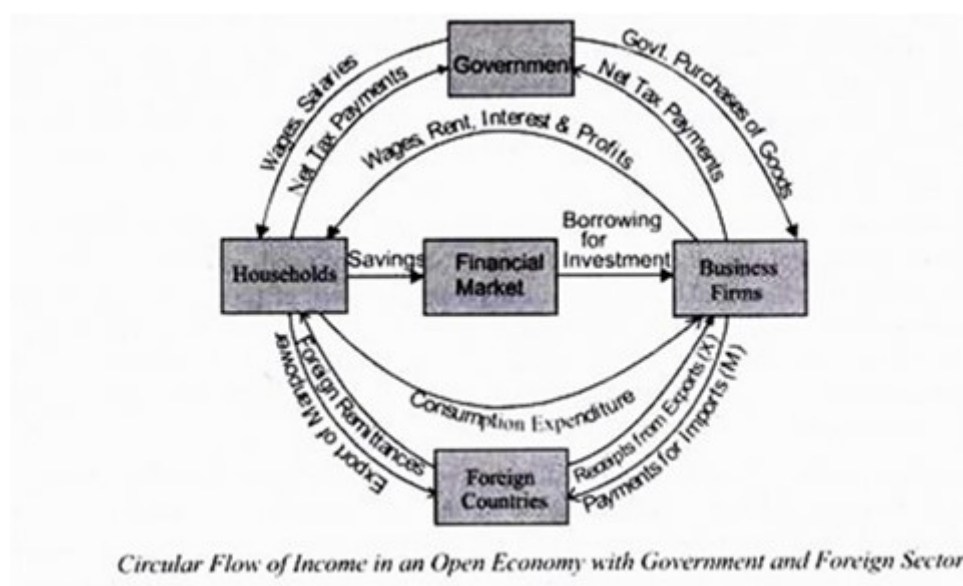 Government
Wages, Salaries
Net Tax Payments
Govt. Purchases of Goods
Net Tax Payments
Wages, Rent, Interest & Profits
Households
Savings
Financial
Market
Borrowing
for
Investment
Business
Firms
Consumption Expenditure
Foreign Remittances
Export of Manpower
Receipts from Exports (X)
Payments for Imports (M)
Foreign
Countries
Circular Flow of Income in an Open Economy with Government and Foreign Sector